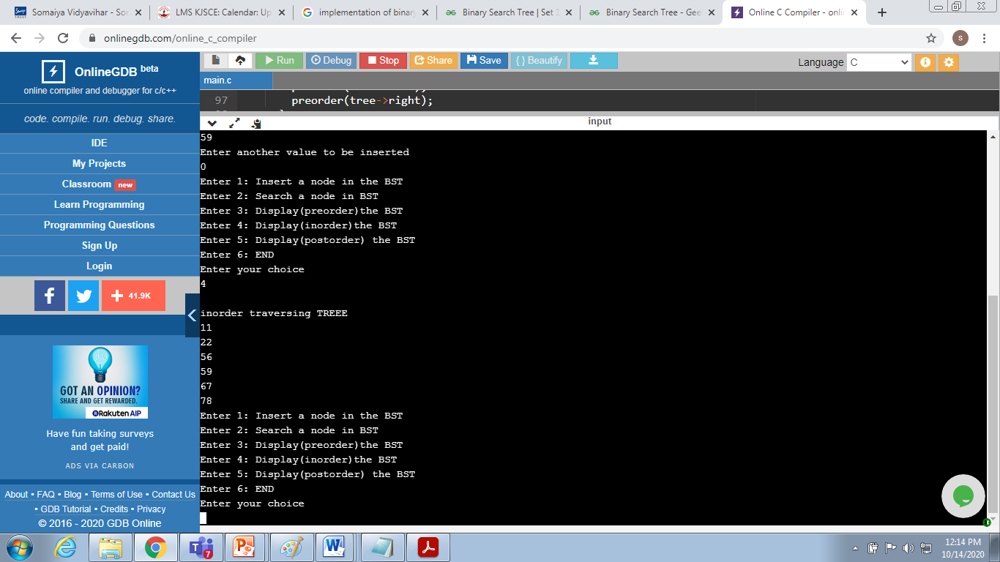 Somaiya Vidyavihar - Sor
LMS KJSCE: Calendar: Up
implementation of binary
Binary Search Tree | Set 1
Binary Search Tree - Gee
Online C Compiler - onlin
onlinegdb.com/online_c_compiler
S
OnlineGDB beta
online compiler and debugger for c/c++
code. compile. run. debug. share.
IDE
My Projects
Classroom new
Learn Programming
Programming Questions
Sign Up
Login
41.9K
GOT AN OPINION?
SHARE AND GET REWARDED.
Rakuten AIP
Have fun taking surveys
and get paid!
ADS VIA CARBON
About • FAQ • Blog • Terms of Use • Contact Us
• GDB Tutorial • Credits • Privacy
© 2016 - 2020 GDB Online
Run Debug Stop Share Save { } Beautify
Language C
main.c
97 preorder(tree->right);
input
59
Enter another value to be inserted
0
Enter 1: Insert a node in the BST
Enter 2: Search a node in BST
Enter 3: Display(preorder)the BST
Enter 4: Display(inorder)the BST
Enter 5: Display(postorder) the BST
Enter 6: END
Enter your choice
4
inorder traversing TREEE
11
22
56
59
67
78
Enter 1: Insert a node in the BST
Enter 2: Search a node in BST
Enter 3: Display(preorder)the BST
Enter 4: Display(inorder)the BST
Enter 5: Display(postorder) the BST
Enter 6: END
Enter your choice
7
12:14 PM
10/14/2020